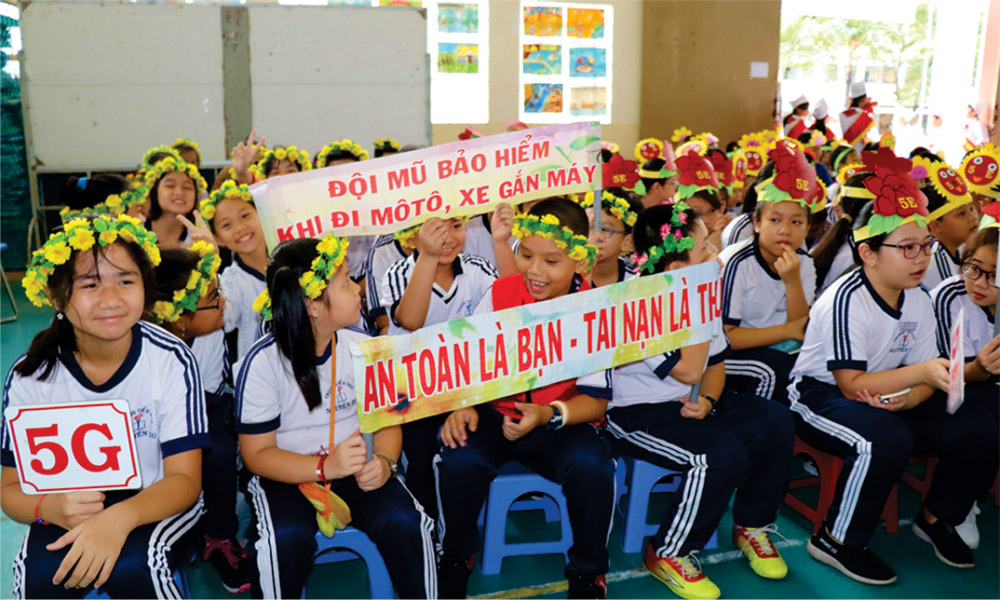 ĐỘI MŨ BẢO HIỂM
KHI ĐI MÔTÔ, XE GẮN MÁY
5E
5E
5E
AN TOÀN LÀ BẠN - TAI NẠN LÀ
5G